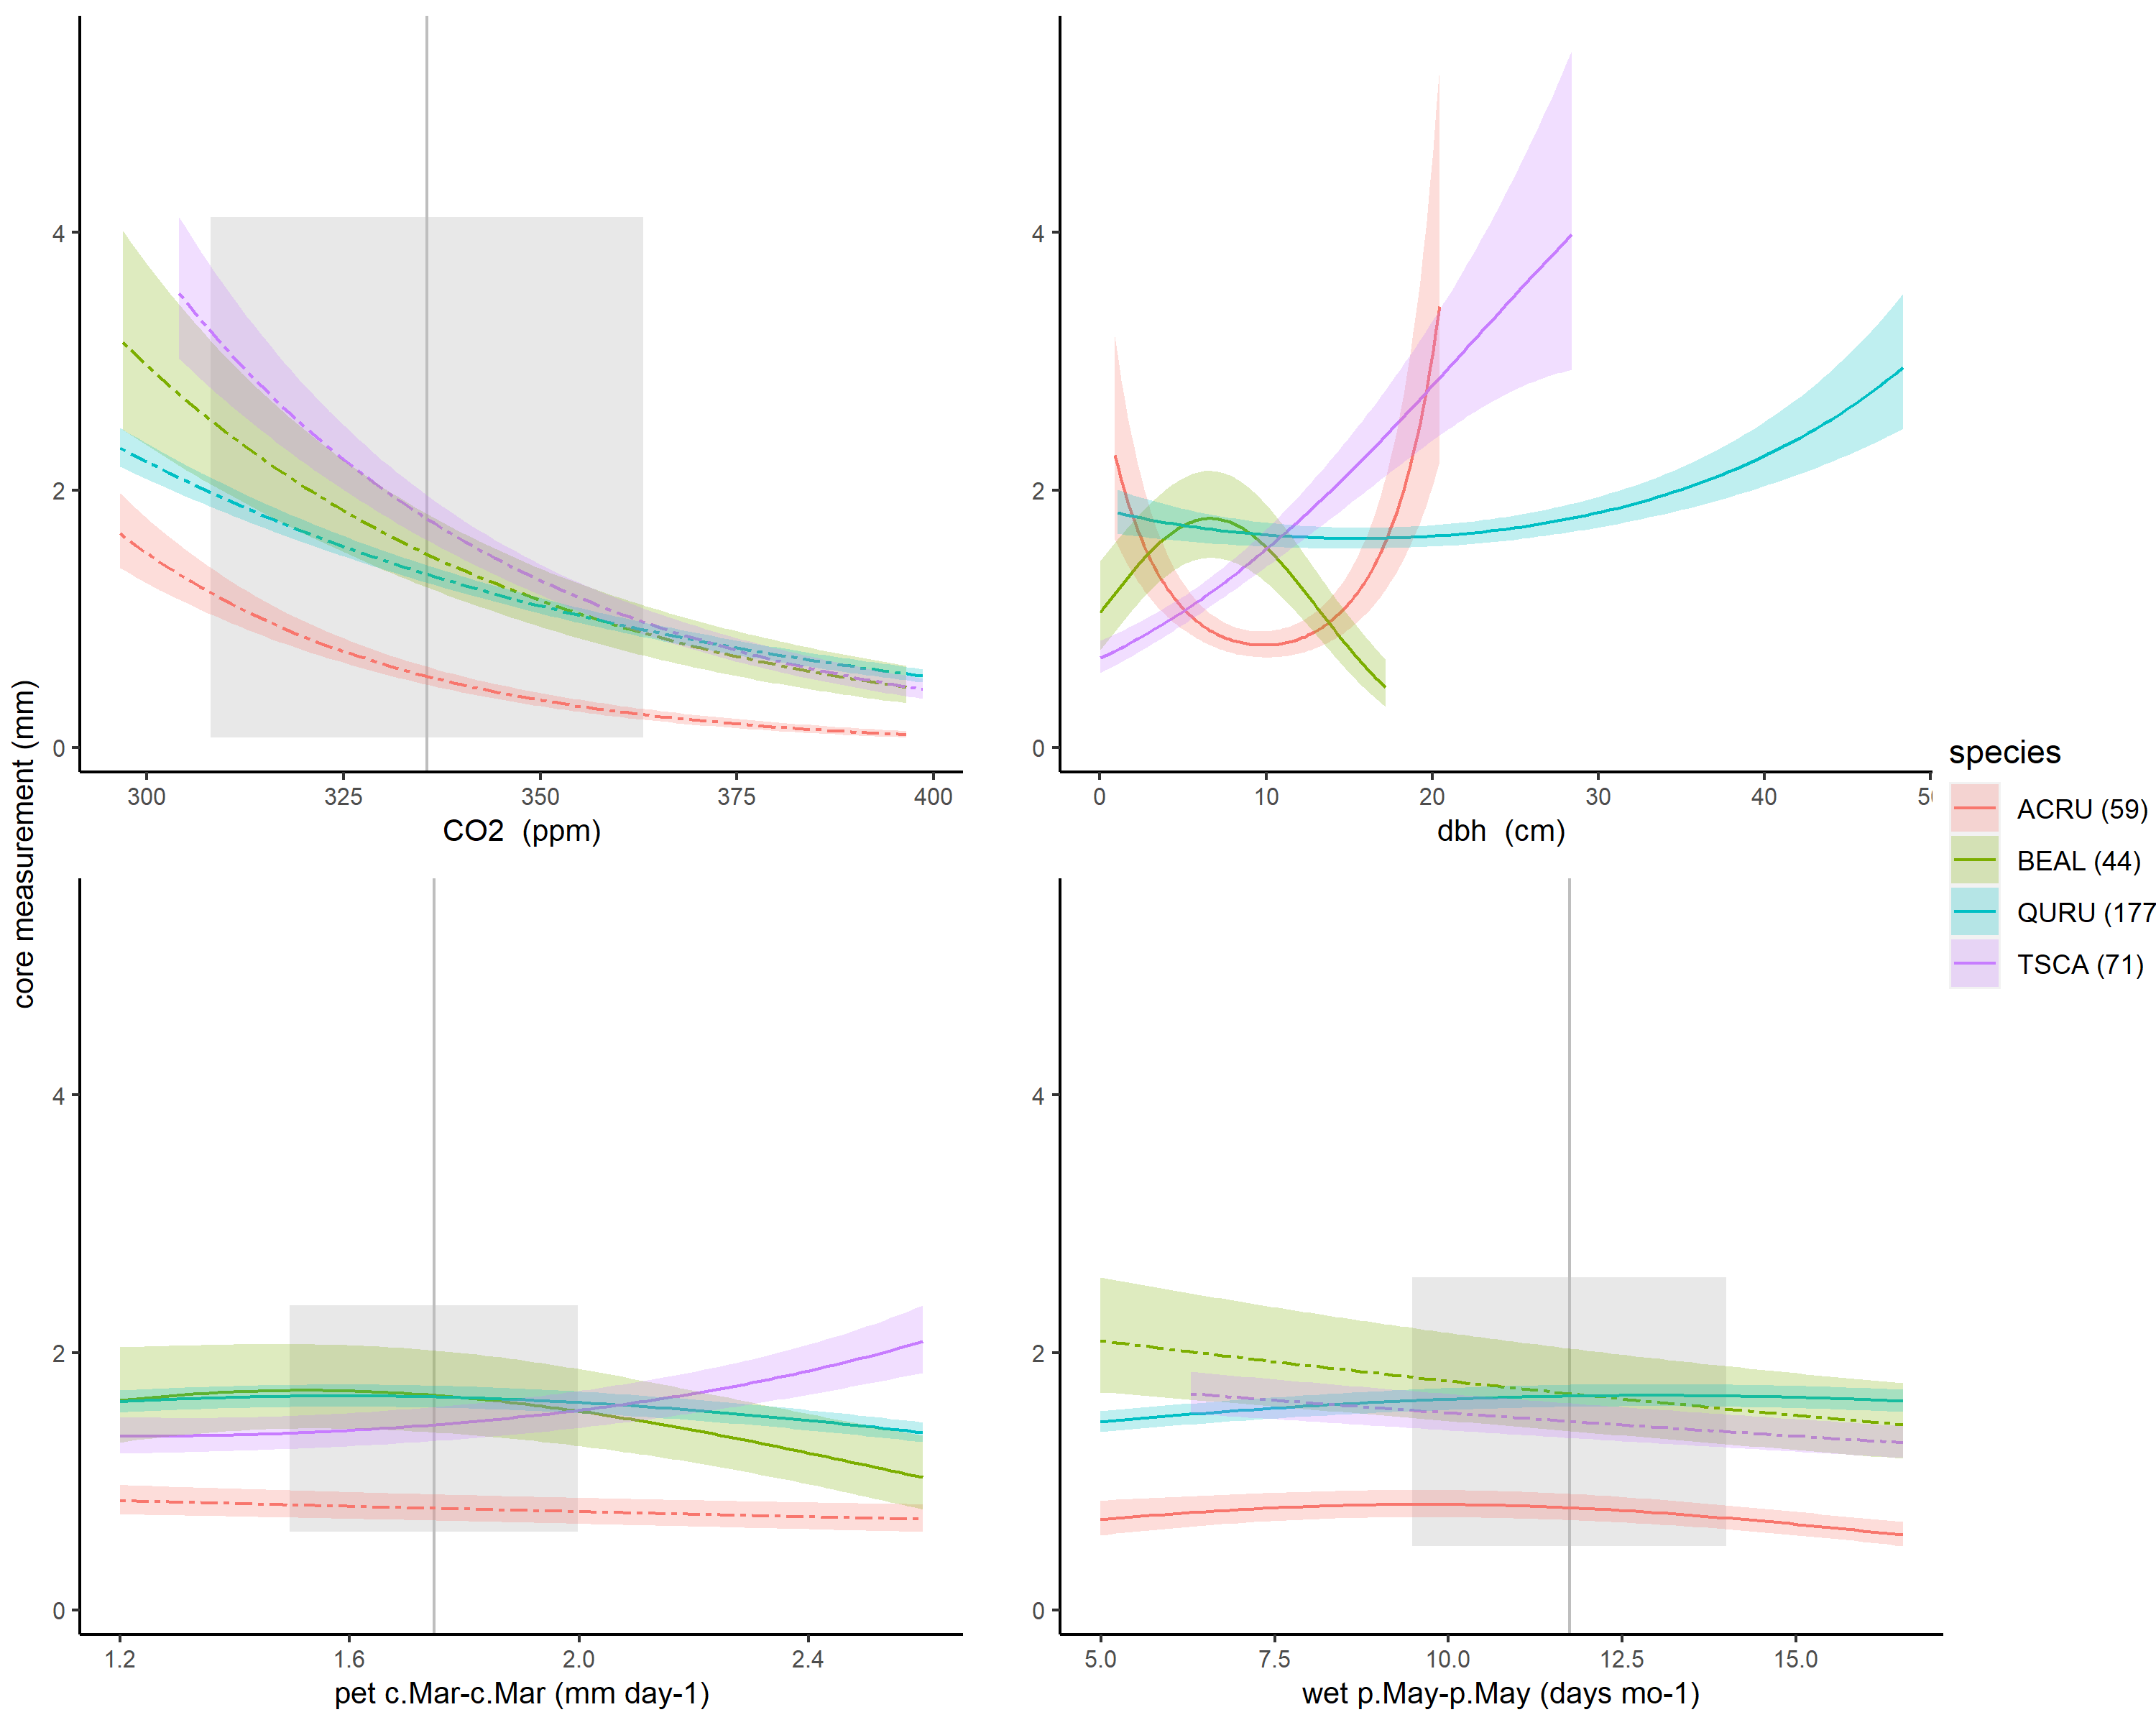 core measurement (mm)
4
2
0
300 325 350 375 400
CO2 (ppm)
4
2
0
0 10 20 30 40
dbh (cm)
4
2
0
1.2 1.6 2.0 2.4
pet c.Mar-c.Mar (mm day-1)
4
2
0
5.0 7.5 10.0 12.5 15.0
wet p.May-p.May (days mo-1)
species
ACRU (59)
BEAL (44)
QURU (177
TSCA (71)